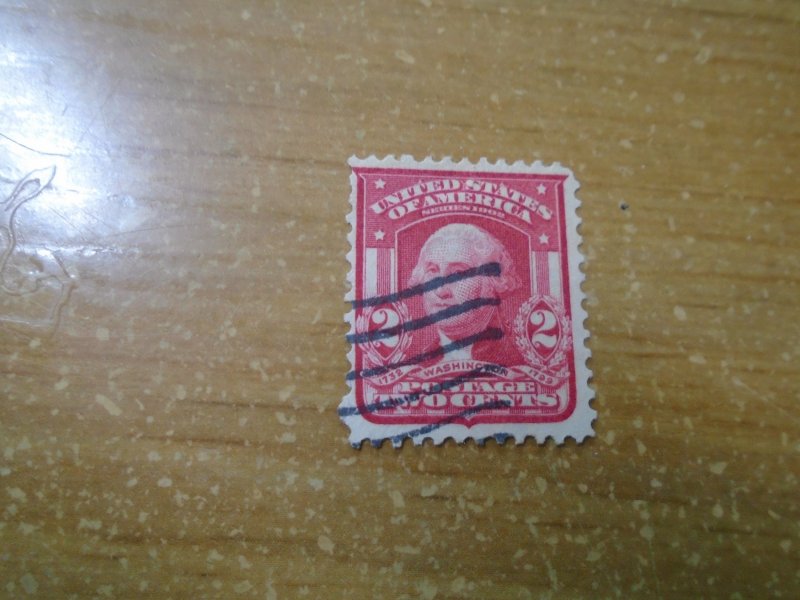 UNITED STATES
OF AMERICA
SERIES 1902
2 2
1732 WASHINGTON 1799
POSTAGE
TWO CENTS